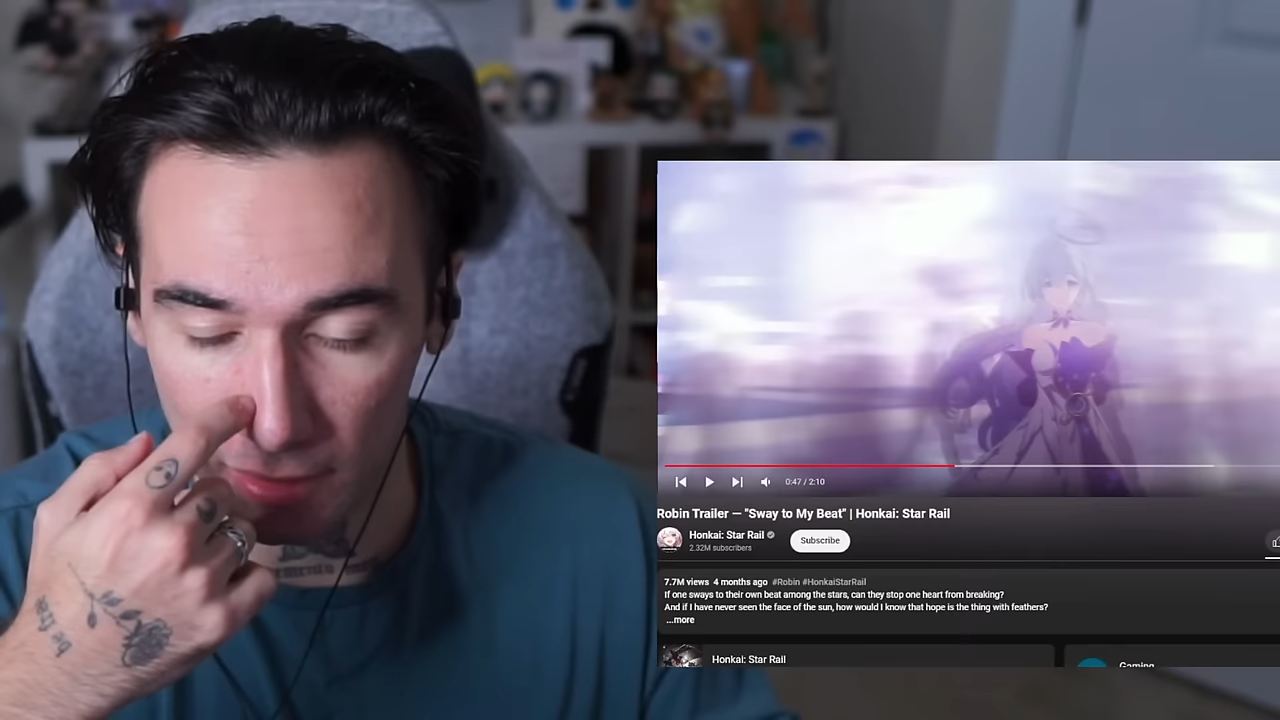 0:47 / 2:10
Robin Trailer — "Sway to My Beat" | Honkai: Star Rail
Honkai: Star Rail
2.32M subscribers
Subscribe
7.7M views 4 months ago #Robin #HonkaiStarRail
If one sways to their own beat among the stars, can they stop one heart from breaking?
And if I have never seen the face of the sun, how would I know that hope is the thing with feathers?
...more
Honkai: Star Rail
Gaming
be free